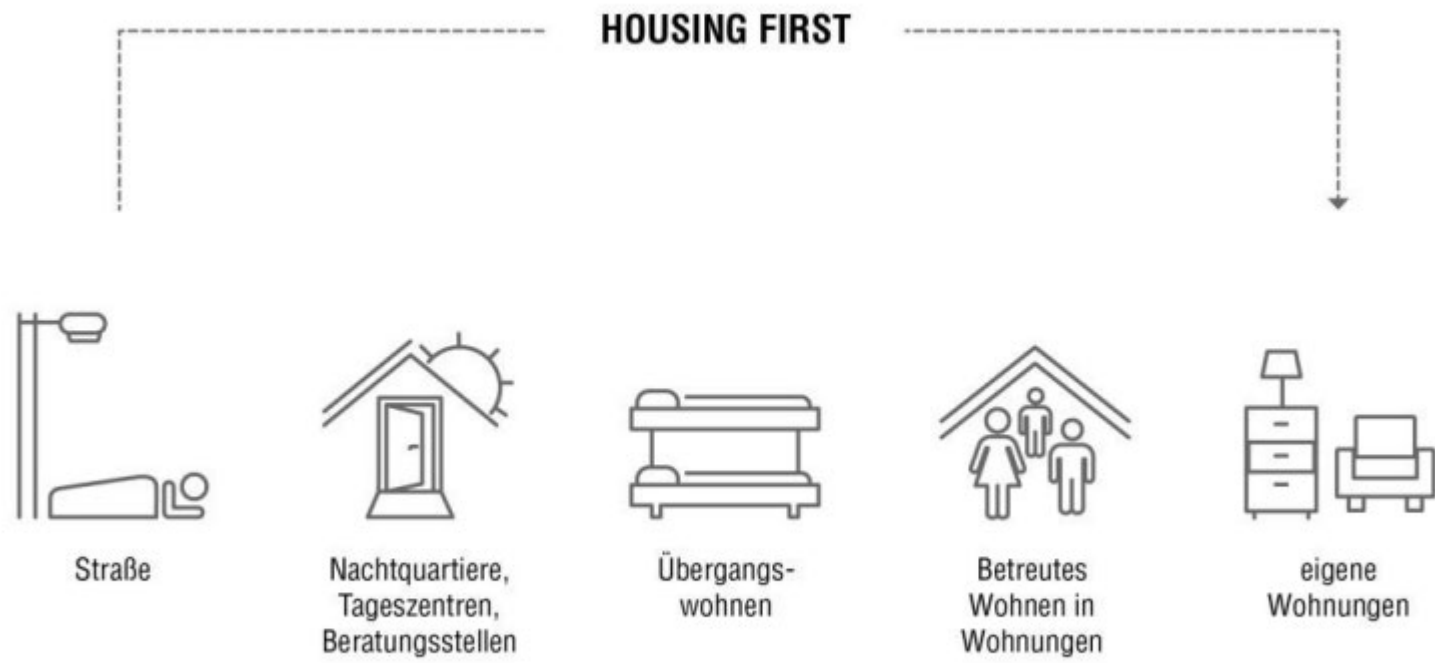 HOUSING FIRST
Straße
Nachtquartiere,
Tageszentren,
Beratungsstellen
Übergangs-
wohnen
Betreutes
Wohnen in
Wohnungen
eigene
Wohnungen